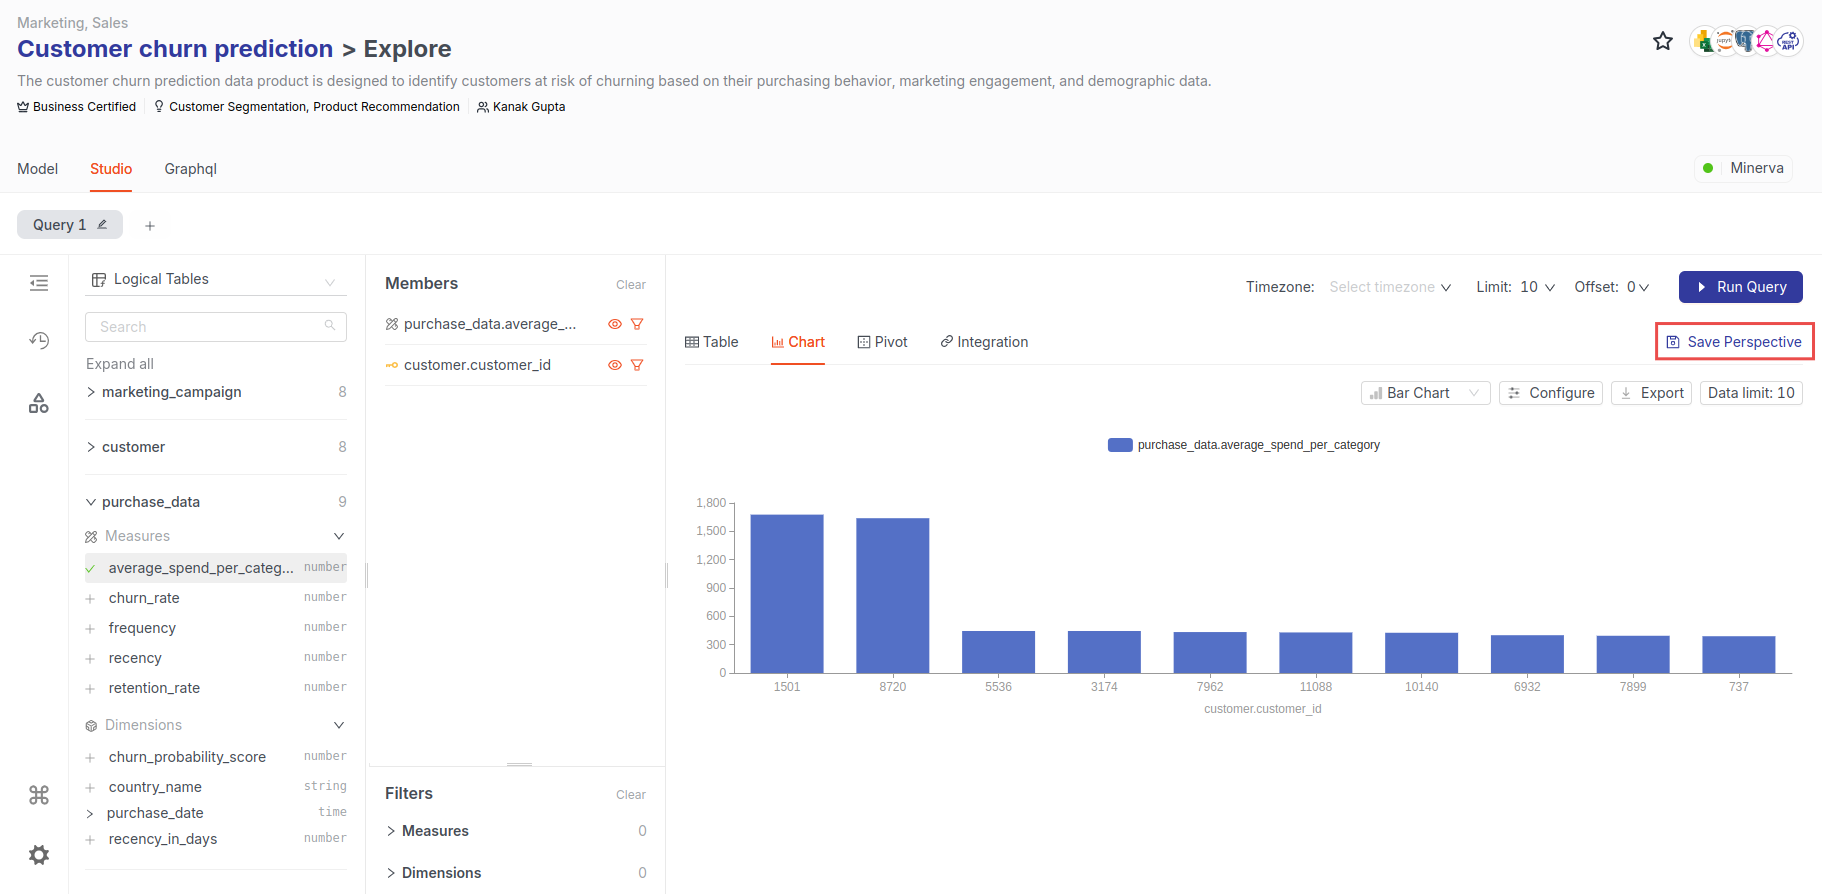 Marketing, Sales
Customer churn prediction > Explore
The customer churn prediction data product is designed to identify customers at risk of churning based on their purchasing behavior, marketing engagement, and demographic data.
Business Certified Customer Segmentation, Product Recommendation Kanak Gupta
jupyter
REST
API
Model Studio Graphql
Minerva
Query 1 +
Logical Tables
Search
Expand all
marketing_campaign 8
customer 8
purchase_data 9
Measures
average_spend_per_categ... number
churn_rate number
frequency number
recency number
retention_rate number
Dimensions
churn_probability_score number
country_name string
purchase_date time
recency_in_days number
Members Clear
purchase_data.average_...
customer.customer_id
Filters Clear
Measures 0
Dimensions 0
Timezone: Select timezone Limit: 10 Offset: 0 Run Query
Table Chart Pivot Integration Save Perspective
Bar Chart Configure Export Data limit: 10
purchase_data.average_spend_per_category
1,800
1,500
1,200
900
600
300
0
1501 8720 5536 3174 7962 11088 10140 6932 7899 737
customer.customer_id